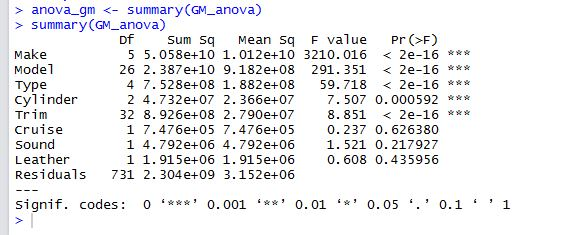 > anova_gm <- summary(GM_anova)
> summary(GM_anova)
Df Sum Sq Mean Sq F value Pr(>F)
Make 5 5.058e+10 1.012e+10 3210.016 < 2e-16 ***
Model 26 2.387e+10 9.182e+08 291.351 < 2e-16 ***
Type 4 7.528e+08 1.882e+08 59.718 < 2e-16 ***
Cylinder 2 4.732e+07 2.366e+07 7.507 0.000592 ***
Trim 32 8.926e+08 2.790e+07 8.851 < 2e-16 ***
Cruise 1 7.476e+05 7.476e+05 0.237 0.626380
Sound 1 4.792e+06 4.792e+06 1.521 0.217927
Leather 1 1.915e+06 1.915e+06 0.608 0.435956
Residuals 731 2.304e+09 3.152e+06
---
Signif. codes: 0 ‘***’ 0.001 ‘**’ 0.01 ‘*’ 0.05 ‘.’ 0.1 ‘ ’ 1
>